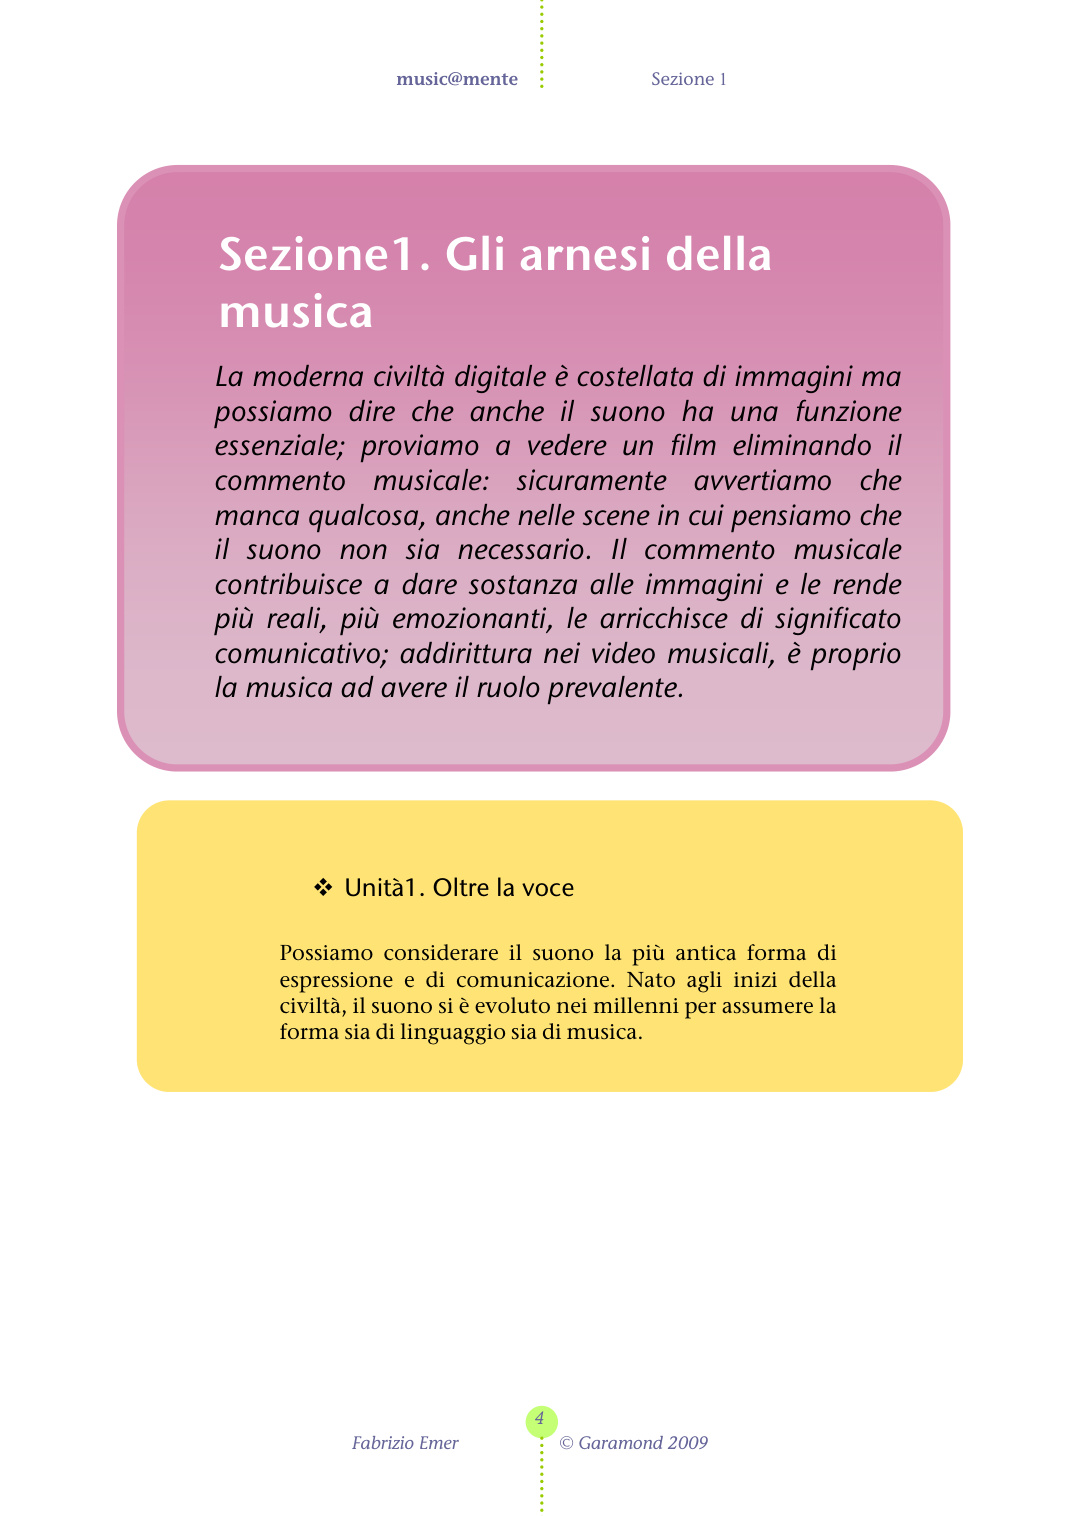 music@mente Sezione 1
Sezione1. Gli arnesi della
musica
La moderna civiltà digitale è costellata di immagini ma
possiamo dire che anche il suono ha una funzione
essenziale; proviamo a vedere un film eliminando il
commento musicale: sicuramente avvertiamo che
manca qualcosa, anche nelle scene in cui pensiamo che
il suono non sia necessario. Il commento musicale
contribuisce a dare sostanza alle immagini e le rende
più reali, più emozionanti, le arricchisce di significato
comunicativo; addirittura nei video musicali, è proprio
la musica ad avere il ruolo prevalente.
❖ Unità1. Oltre la voce
Possiamo considerare il suono la più antica forma di
espressione e di comunicazione. Nato agli inizi della
civiltà, il suono si è evoluto nei millenni per assumere la
forma sia di linguaggio sia di musica.
4
Fabrizio Emer © Garamond 2009